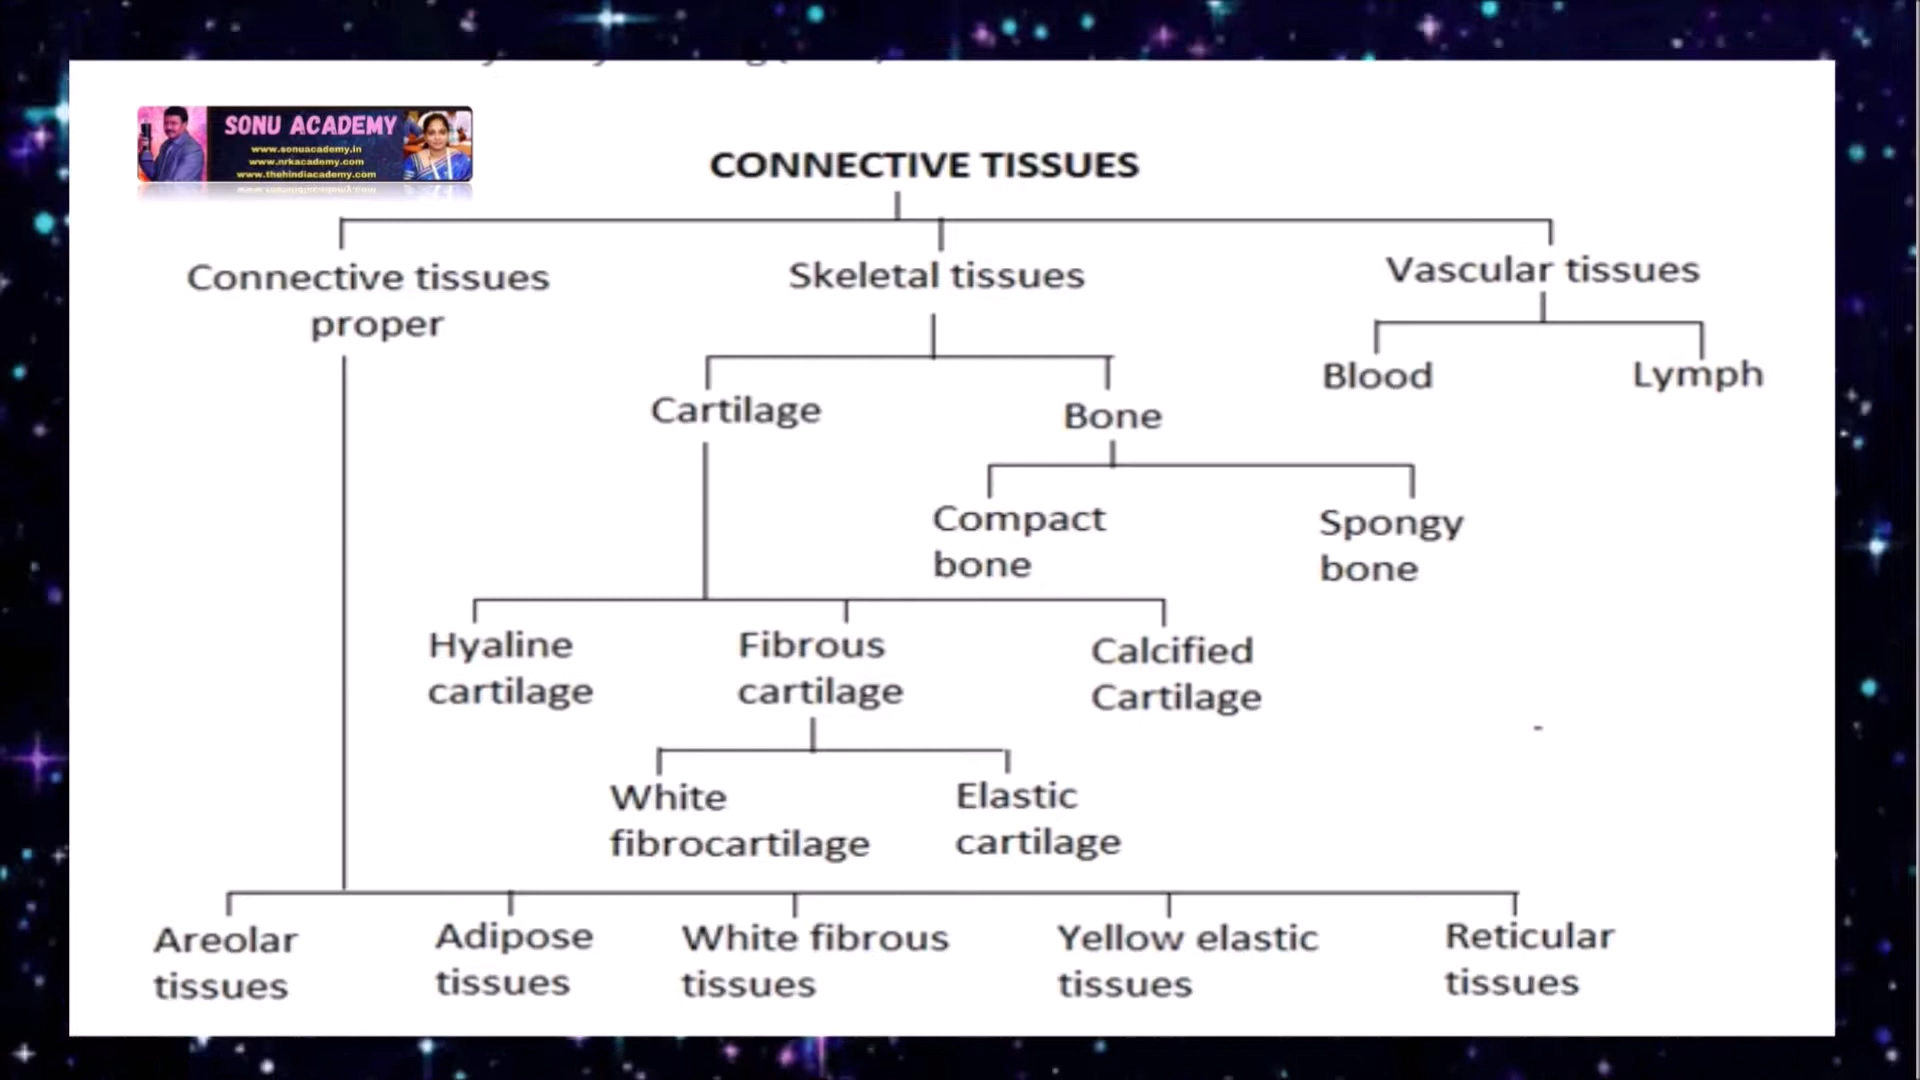 SONU ACADEMY
www.sonuacademy.in
www.nrkacademy.com
www.thehindiacademy.com
CONNECTIVE TISSUES
Connective tissues
proper
Skeletal tissues
Vascular tissues
Blood
Lymph
Cartilage
Bone
Compact
bone
Spongy
bone
Hyaline
cartilage
Fibrous
cartilage
Calcified
Cartilage
White
fibrocartilage
Elastic
cartilage
Areolar
tissues
Adipose
tissues
White fibrous
tissues
Yellow elastic
tissues
Reticular
tissues